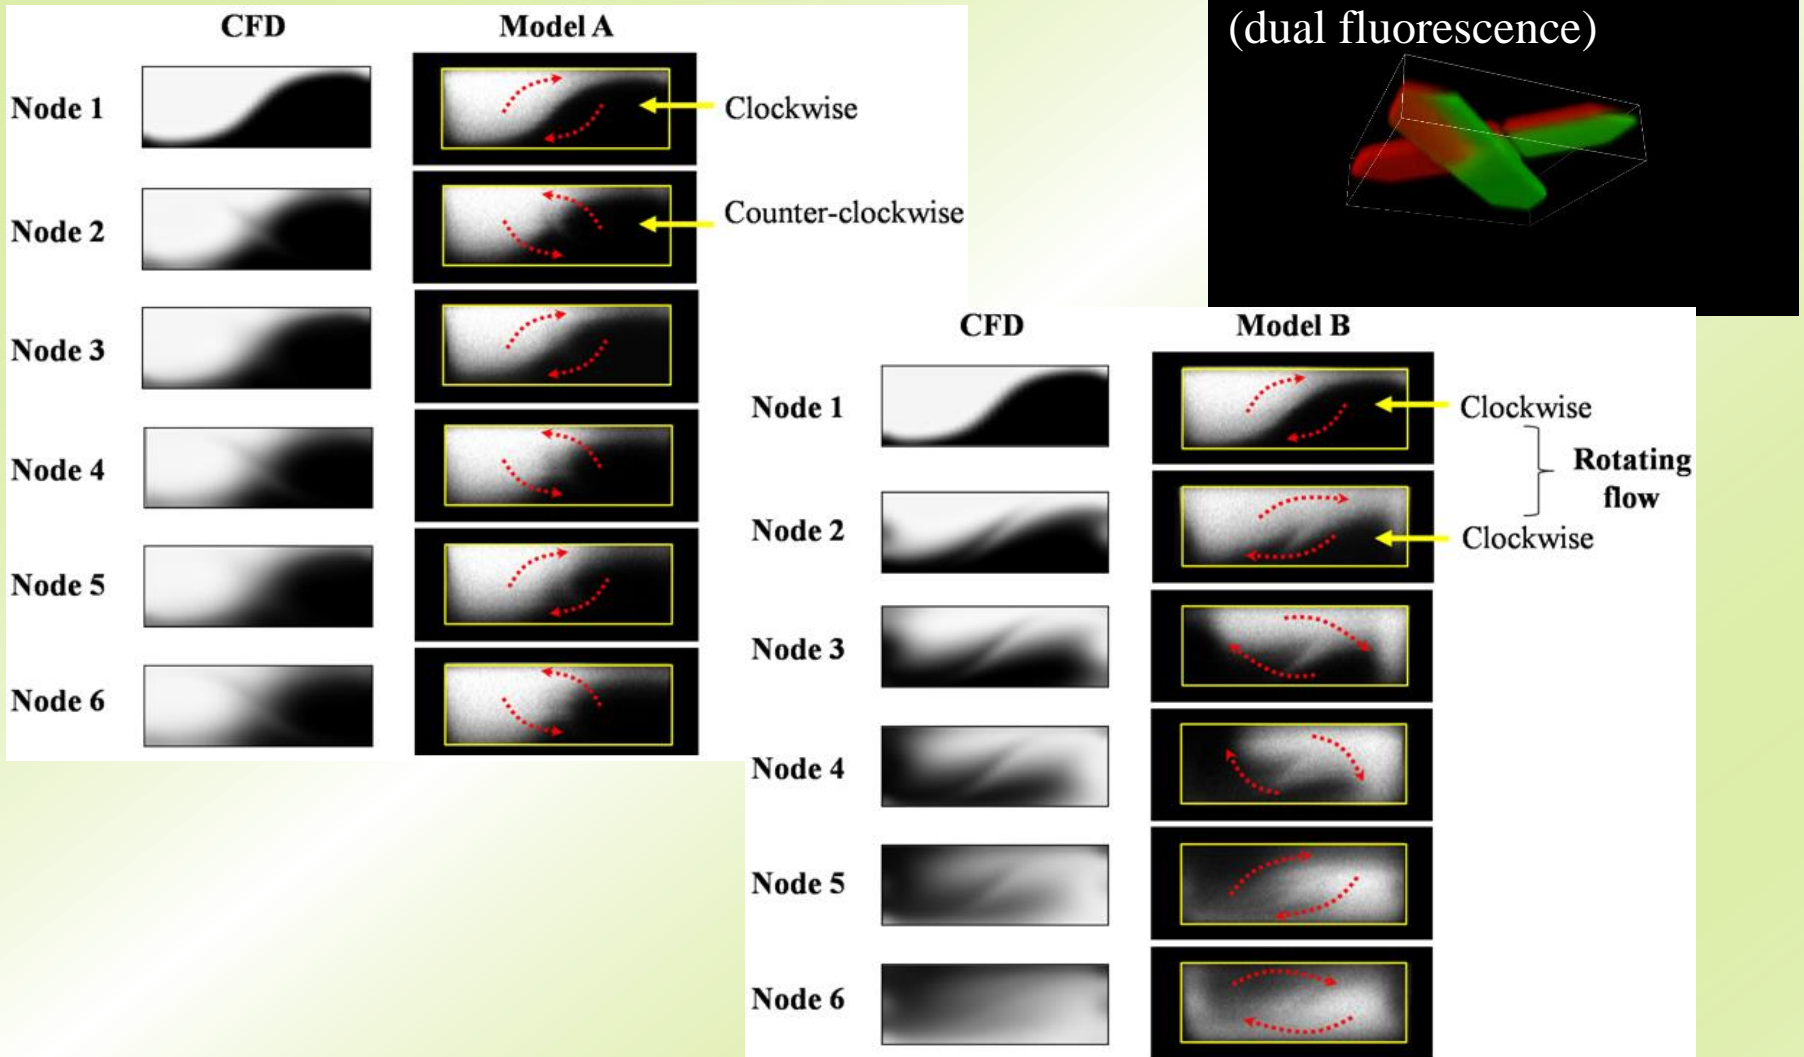 CFD
Model A
Node 1
Clockwise
Node 2
Counter-clockwise
Node 3
Node 4
Node 5
Node 6
(dual fluorescence)
CFD
Model B
Node 1
Clockwise
Rotating
flow
Node 2
Clockwise
Node 3
Node 4
Node 5
Node 6